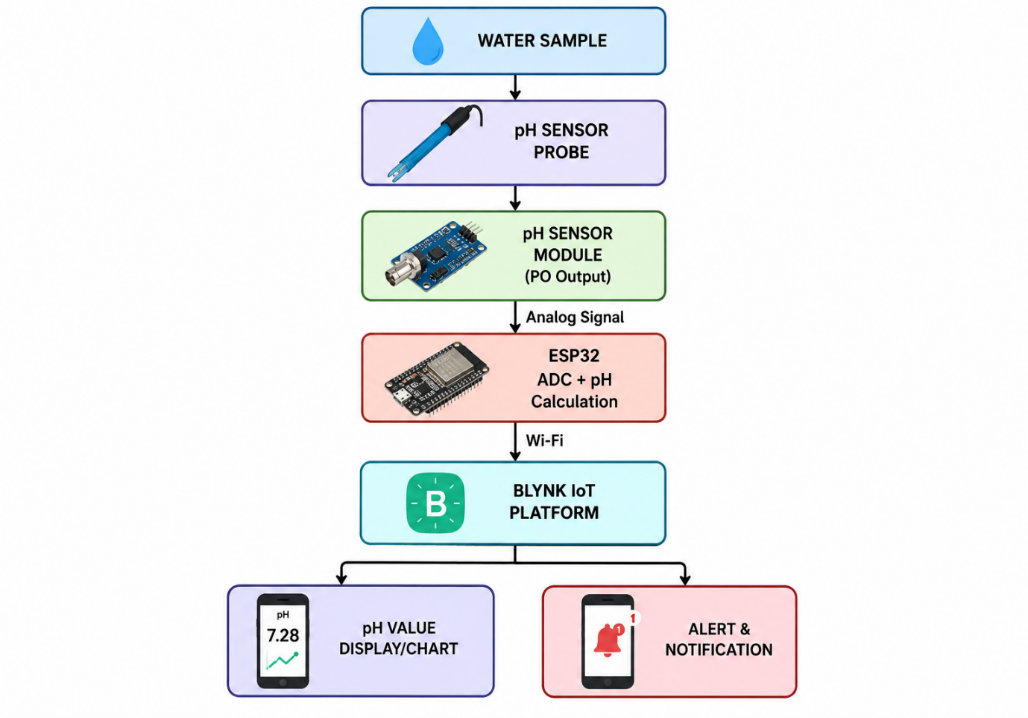 WATER SAMPLE
pH SENSOR
PROBE
pH SENSOR
MODULE
(PO Output)
Analog Signal
ESP32
ADC + pH
Calculation
Wi-Fi
B
BLYNK IoT
PLATFORM
pH
7.28
pH VALUE
DISPLAY/CHART
1
1
ALERT &
NOTIFICATION